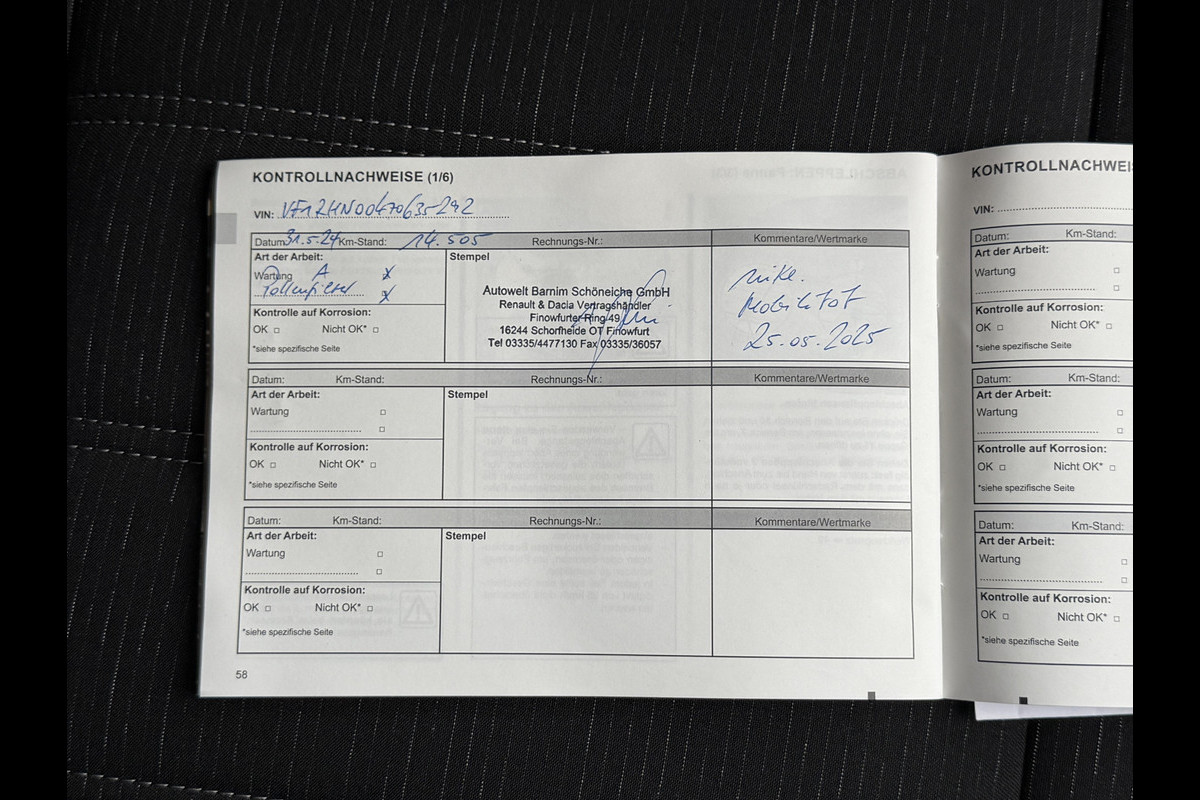 KONTROLLNACHWEISE (1/6)
VIN:
Datum: 31.5.24 Km-Stand: 14.505 Rechnungs-Nr.: Kommentare/Wertmarke
Art der Arbeit: Stempel
Wartung A x
Pollenfilter x
Kontrolle auf Korrosion:
OK Nicht OK*
*siehe spezifische Seite
Autowelt Barnim Schöneiche GmbH
Renault & Dacia Vertragshändler
Finowfurter Ring 49
16244 Schorfheide OT Finowfurt
Tel 03335/4477130 Fax 03335/36057
Mobilität
25.05.2025
Datum: Km-Stand: Rechnungs-Nr.: Kommentare/Wertmarke
Art der Arbeit: Stempel
Wartung
Kontrolle auf Korrosion:
OK Nicht OK*
*siehe spezifische Seite
Datum: Km-Stand: Rechnungs-Nr.: Kommentare/Wertmarke
Art der Arbeit: Stempel
Wartung
Kontrolle auf Korrosion:
OK Nicht OK*
*siehe spezifische Seite
58
KONTROLLNACHWEI
VIN:
Datum: Km-Stand:
Art der Arbeit:
Wartung
Kontrolle auf Korrosion:
OK Nicht OK*
*siehe spezifische Seite
Datum: Km-Stand:
Art der Arbeit:
Wartung
Kontrolle auf Korrosion:
OK Nicht OK*
*siehe spezifische Seite
Datum: Km-Stand:
Art der Arbeit:
Wartung
Kontrolle auf Korrosion:
OK Nicht OK*
*siehe spezifische Seite